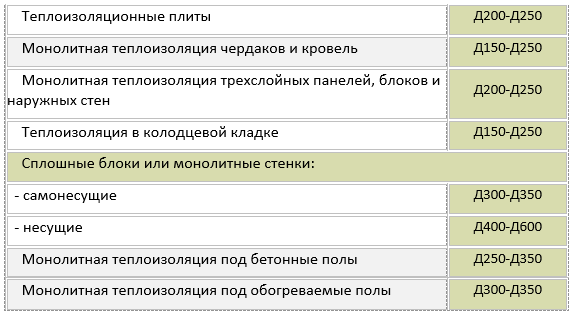 Теплоизоляционные плиты Д200-Д250
Монолитная теплоизоляция чердаков и кровель Д150-Д250
Монолитная теплоизоляция трехслойных панелей, блоков и
наружных стен Д200-Д250
Теплоизоляция в колодцевой кладке Д150-Д250
Сплошные блоки или монолитные стенки:
- самонесущие Д300-Д350
- несущие Д400-Д600
Монолитная теплоизоляция под бетонные полы Д250-Д350
Монолитная теплоизоляция под обогреваемые полы Д300-Д350